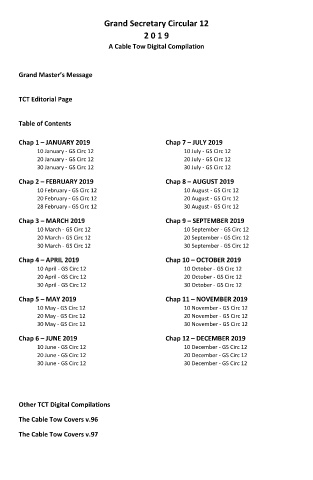 Grand Secretary Circular 12
2 0 1 9
A Cable Tow Digital Compilation
Grand Master's Message
TCT Editorial Page
Table of Contents
Chap 1 – JANUARY 2019
10 January - GS Circ 12
20 January - GS Circ 12
30 January - GS Circ 12
Chap 2 – FEBRUARY 2019
10 February - GS Circ 12
20 February - GS Circ 12
28 February - GS Circ 12
Chap 3 – MARCH 2019
10 March - GS Circ 12
20 March - GS Circ 12
30 March - GS Circ 12
Chap 4 – APRIL 2019
10 April - GS Circ 12
20 April - GS Circ 12
30 April - GS Circ 12
Chap 5 – MAY 2019
10 May - GS Circ 12
20 May - GS Circ 12
30 May - GS Circ 12
Chap 6 – JUNE 2019
10 June - GS Circ 12
20 June - GS Circ 12
30 June - GS Circ 12
Chap 7 – JULY 2019
10 July - GS Circ 12
20 July - GS Circ 12
30 July - GS Circ 12
Chap 8 – AUGUST 2019
10 August - GS Circ 12
20 August - GS Circ 12
30 August - GS Circ 12
Chap 9 – SEPTEMBER 2019
10 September - GS Circ 12
20 September - GS Circ 12
30 September - GS Circ 12
Chap 10 – OCTOBER 2019
10 October - GS Circ 12
20 October - GS Circ 12
30 October - GS Circ 12
Chap 11 – NOVEMBER 2019
10 November - GS Circ 12
20 November - GS Circ 12
30 November - GS Circ 12
Chap 12 – DECEMBER 2019
10 December - GS Circ 12
20 December - GS Circ 12
30 December - GS Circ 12
Other TCT Digital Compilations
The Cable Tow Covers v.96
The Cable Tow Covers v.97